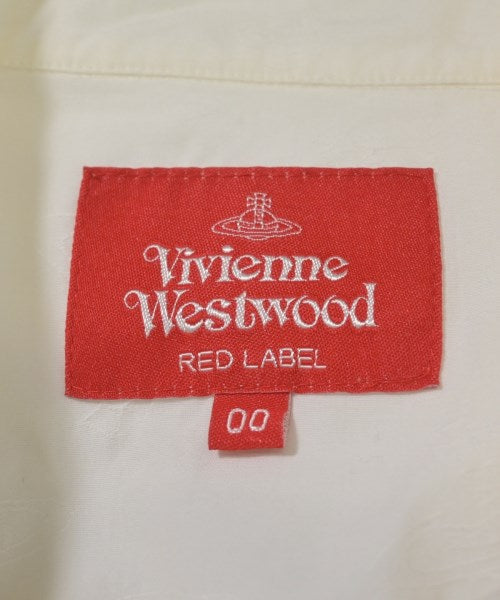 Vivienne
Westwood
RED LABEL
00